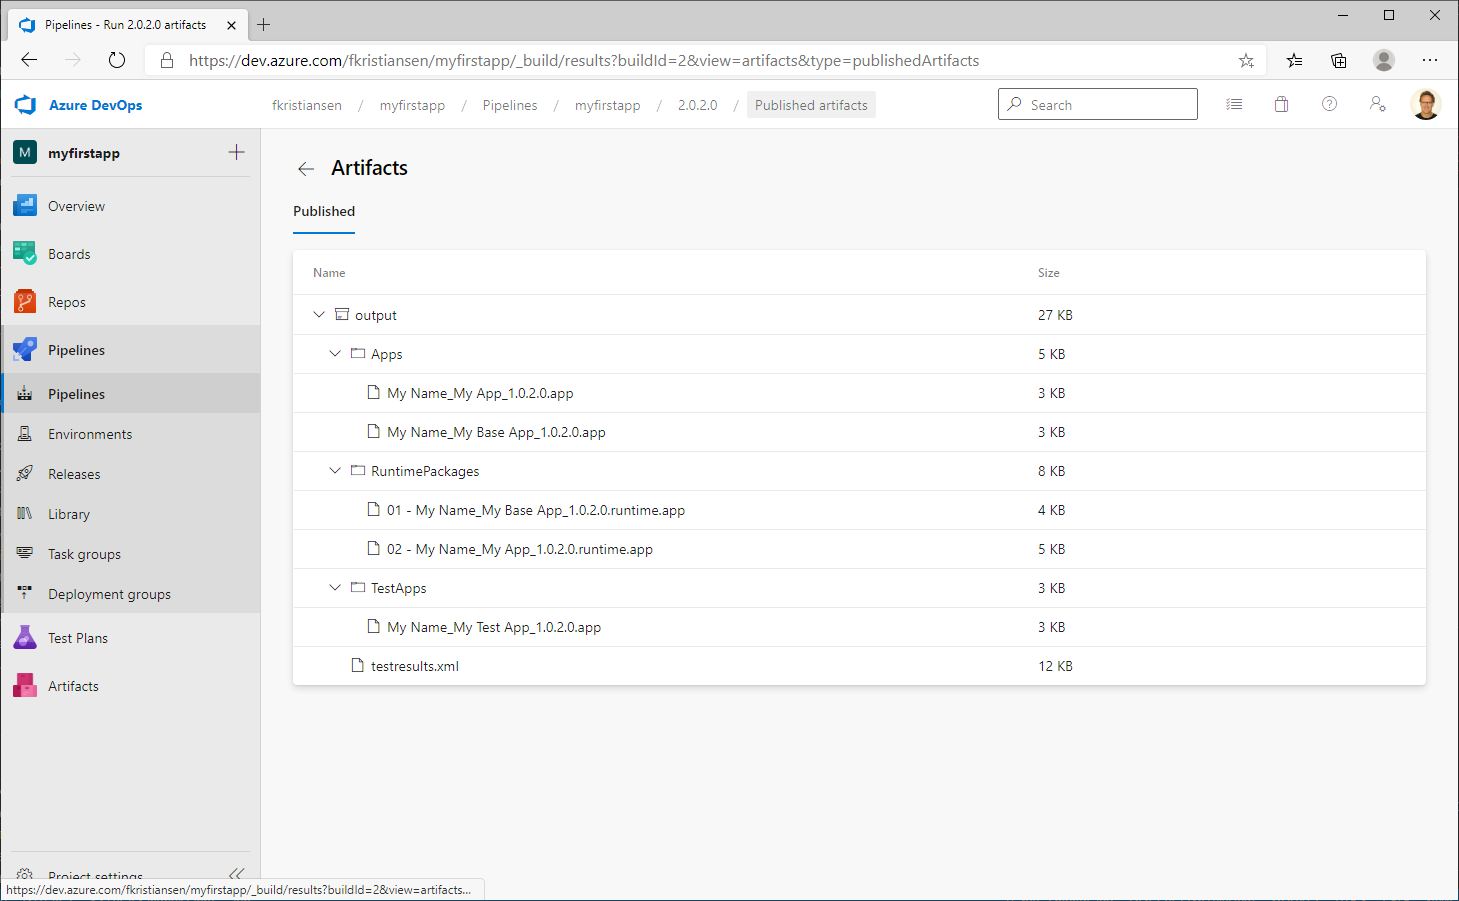 Pipelines - Run 2.0.2.0 artifacts
https://dev.azure.com/fkristiansen/myfirstapp/_build/results?buildId=2&view=artifacts&type=publishedArtifacts
Azure DevOps
fkristiansen / myfirstapp / Pipelines / myfirstapp / 2.0.2.0 / Published artifacts
Search
M myfirstapp
Overview
Boards
Repos
Pipelines
Pipelines
Environments
Releases
Library
Task groups
Deployment groups
Test Plans
Artifacts
Project settings
Artifacts
Published
Name Size
output 27 KB
Apps 5 KB
My Name_My App_1.0.2.0.app 3 KB
My Name_My Base App_1.0.2.0.app 3 KB
RuntimePackages 8 KB
01 - My Name_My Base App_1.0.2.0.runtime.app 4 KB
02 - My Name_My App_1.0.2.0.runtime.app 5 KB
TestApps 3 KB
My Name_My Test App_1.0.2.0.app 3 KB
testresults.xml 12 KB
https://dev.azure.com/fkristiansen/myfirstapp/_build/results?buildId=2&view=artifacts...